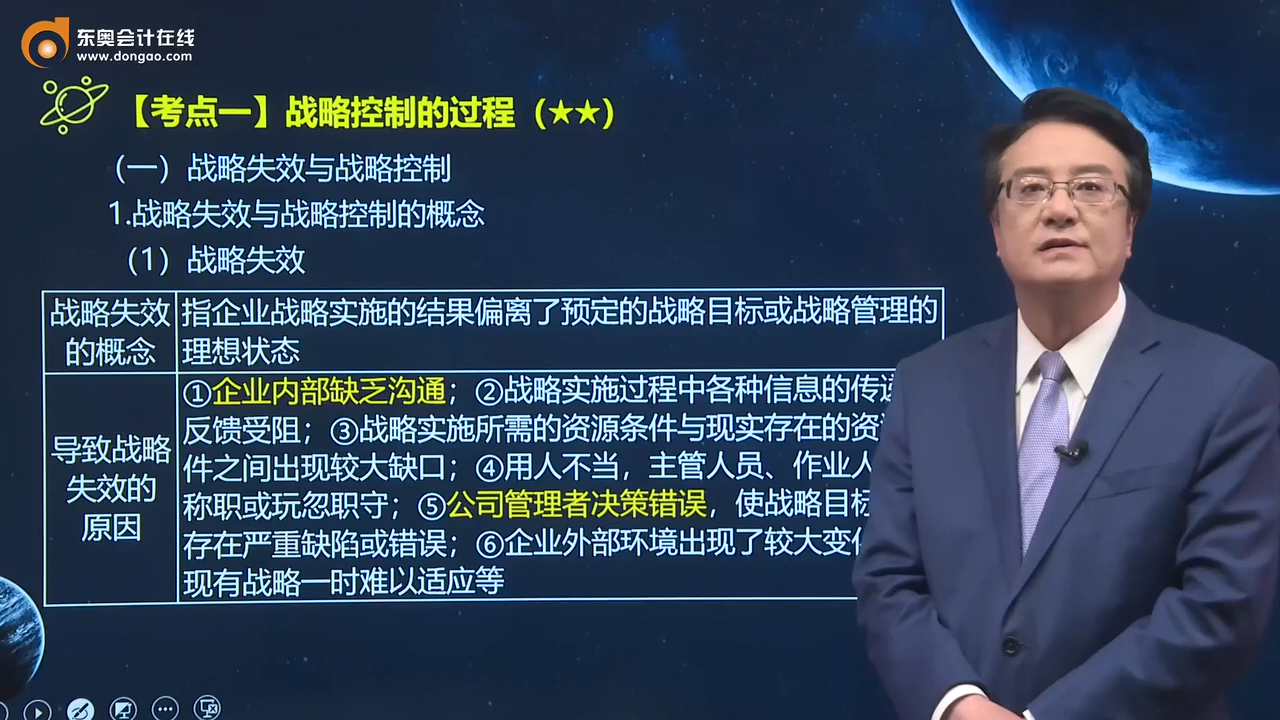 东奥会计在线
www.dongao.com
【考点一】战略控制的过程（★★）
（一）战略失效与战略控制
1.战略失效与战略控制的概念
（1）战略失效
战略失效的概念
指企业战略实施的结果偏离了预定的战略目标或战略管理的
理想状态
导致战略失效的原因
①企业内部缺乏沟通；②战略实施过程中各种信息的传
反馈受阻；③战略实施所需的资源条件与现实存在的资
件之间出现较大缺口；④用人不当，主管人员、作业人
称职或玩忽职守；⑤公司管理者决策错误，使战略目标
存在严重缺陷或错误；⑥企业外部环境出现了较大变
现有战略一时难以适应等